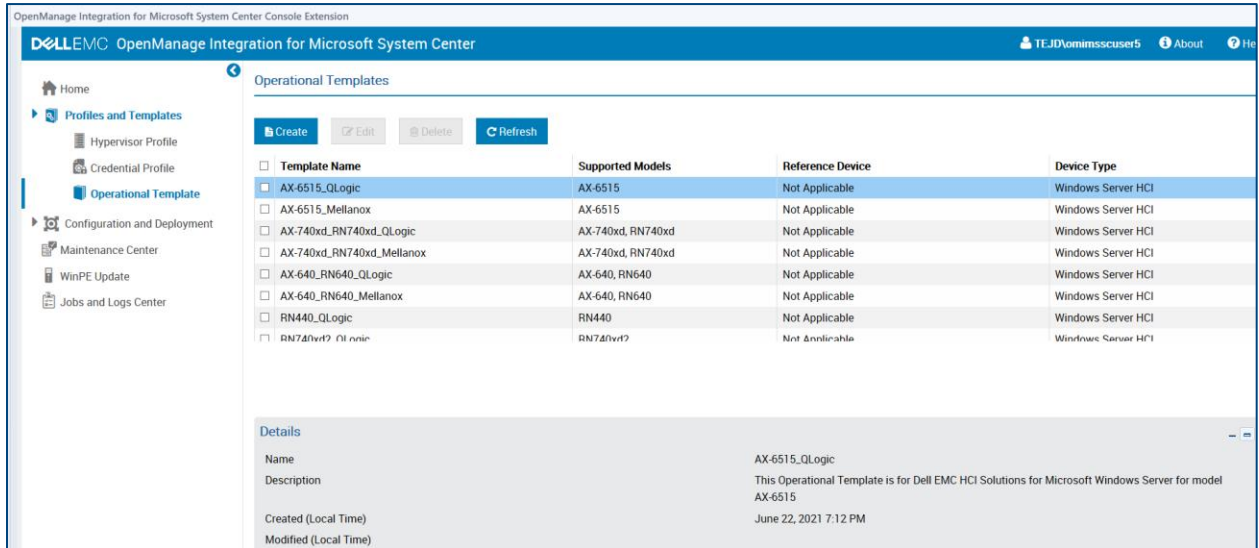 OpenManage Integration for Microsoft System Center Console Extension
DELLEMC OpenManage Integration for Microsoft System Center
TEJD\omimsscuser5 About He
Home
Profiles and Templates
Hypervisor Profile
Credential Profile
Operational Template
Configuration and Deployment
Maintenance Center
WinPE Update
Jobs and Logs Center
Operational Templates
Create Edit Delete Refresh
Template Name Supported Models Reference Device Device Type
AX-6515_QLogic AX-6515 Not Applicable Windows Server HCI
AX-6515_Mellanox AX-6515 Not Applicable Windows Server HCI
AX-740xd_RN740xd_QLogic AX-740xd, RN740xd Not Applicable Windows Server HCI
AX-740xd_RN740xd_Mellanox AX-740xd, RN740xd Not Applicable Windows Server HCI
AX-640_RN640_QLogic AX-640, RN640 Not Applicable Windows Server HCI
AX-640_RN640_Mellanox AX-640, RN640 Not Applicable Windows Server HCI
RN440_QLogic RN440 Not Applicable Windows Server HCI
RN740xd2_QLogic RN740xd2 Not Applicable Windows Server HCI
Details
Name AX-6515_QLogic
Description This Operational Template is for Dell EMC HCI Solutions for Microsoft Windows Server for model
AX-6515
Created (Local Time) June 22, 2021 7:12 PM
Modified (Local Time)